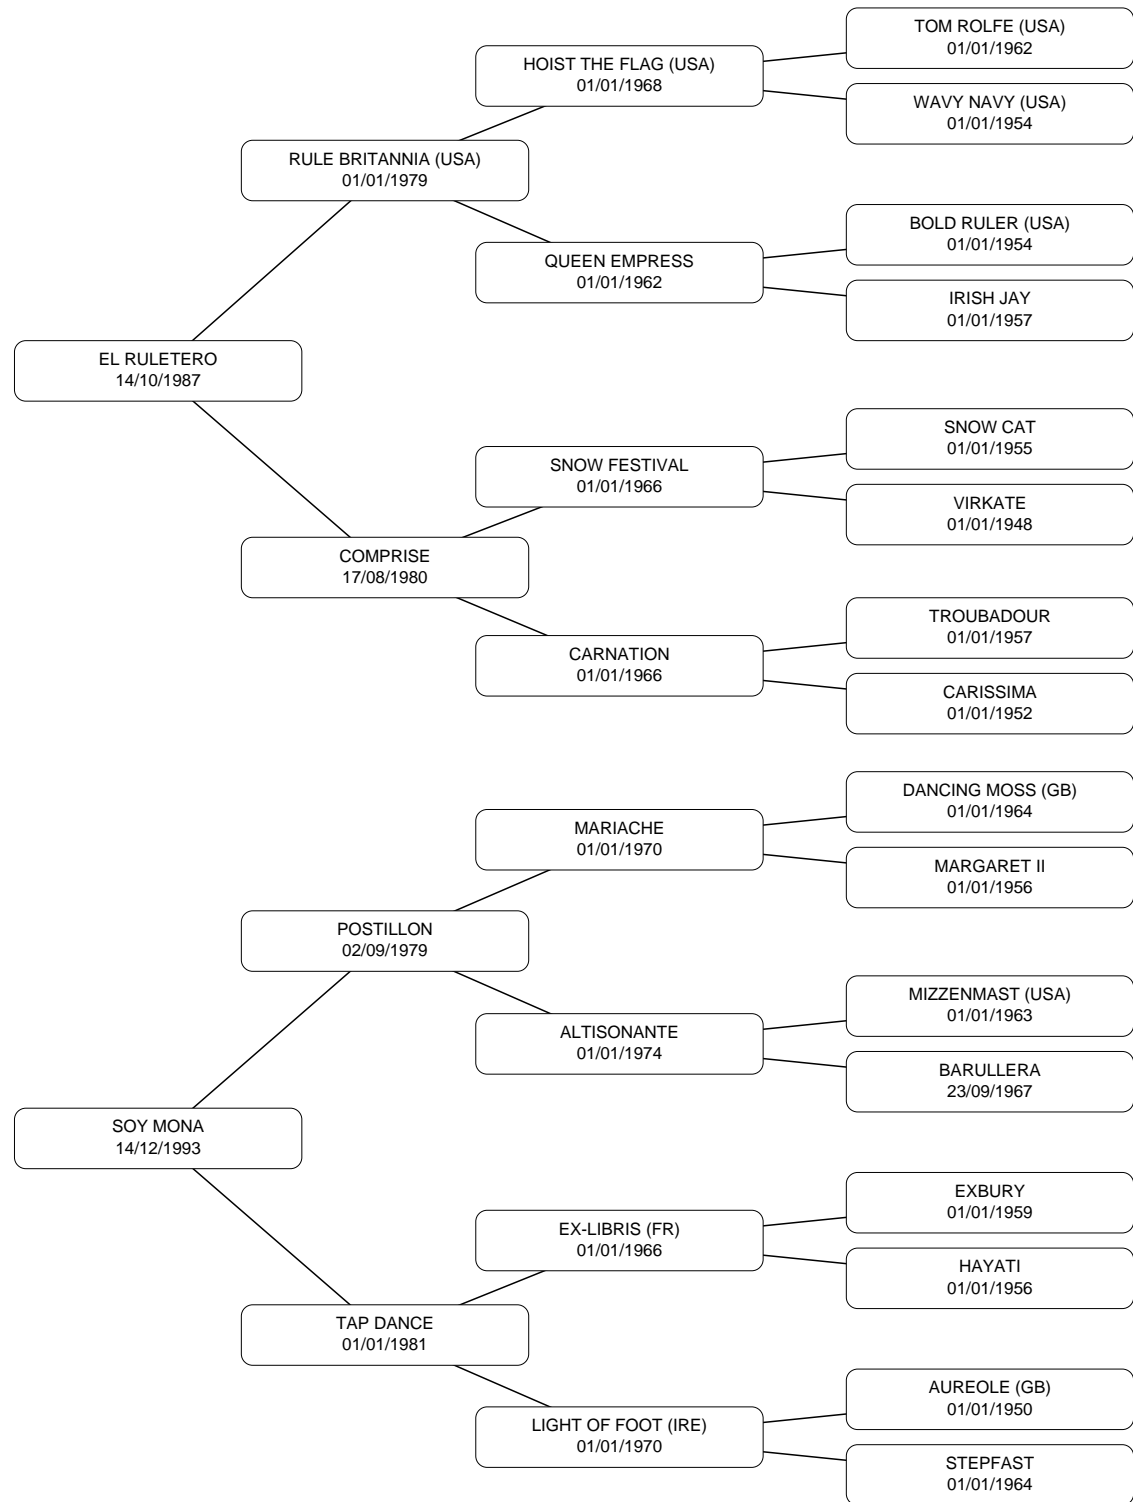 TOM ROLFE (USA)
01/01/1962
HOIST THE FLAG (USA)
01/01/1968
WAVY NAVY (USA)
01/01/1954
RULE BRITANNIA (USA)
01/01/1979
BOLD RULER (USA)
01/01/1954
QUEEN EMPRESS
01/01/1962
IRISH JAY
01/01/1957
EL RULETERO
14/10/1987
SNOW CAT
01/01/1955
SNOW FESTIVAL
01/01/1966
VIRKATE
01/01/1948
COMPRISE
17/08/1980
TROUBADOUR
01/01/1957
CARNATION
01/01/1966
CARISSIMA
01/01/1952
DANCING MOSS (GB)
01/01/1964
MARIACHE
01/01/1970
MARGARET II
01/01/1956
POSTILLON
02/09/1979
MIZZENMAST (USA)
01/01/1963
ALTISONANTE
01/01/1974
BARULLERA
23/09/1967
SOY MONA
14/12/1993
EXBURY
01/01/1959
EX-LIBRIS (FR)
01/01/1966
HAYATI
01/01/1956
TAP DANCE
01/01/1981
AUREOLE (GB)
01/01/1950
LIGHT OF FOOT (IRE)
01/01/1970
STEPFAST
01/01/1964